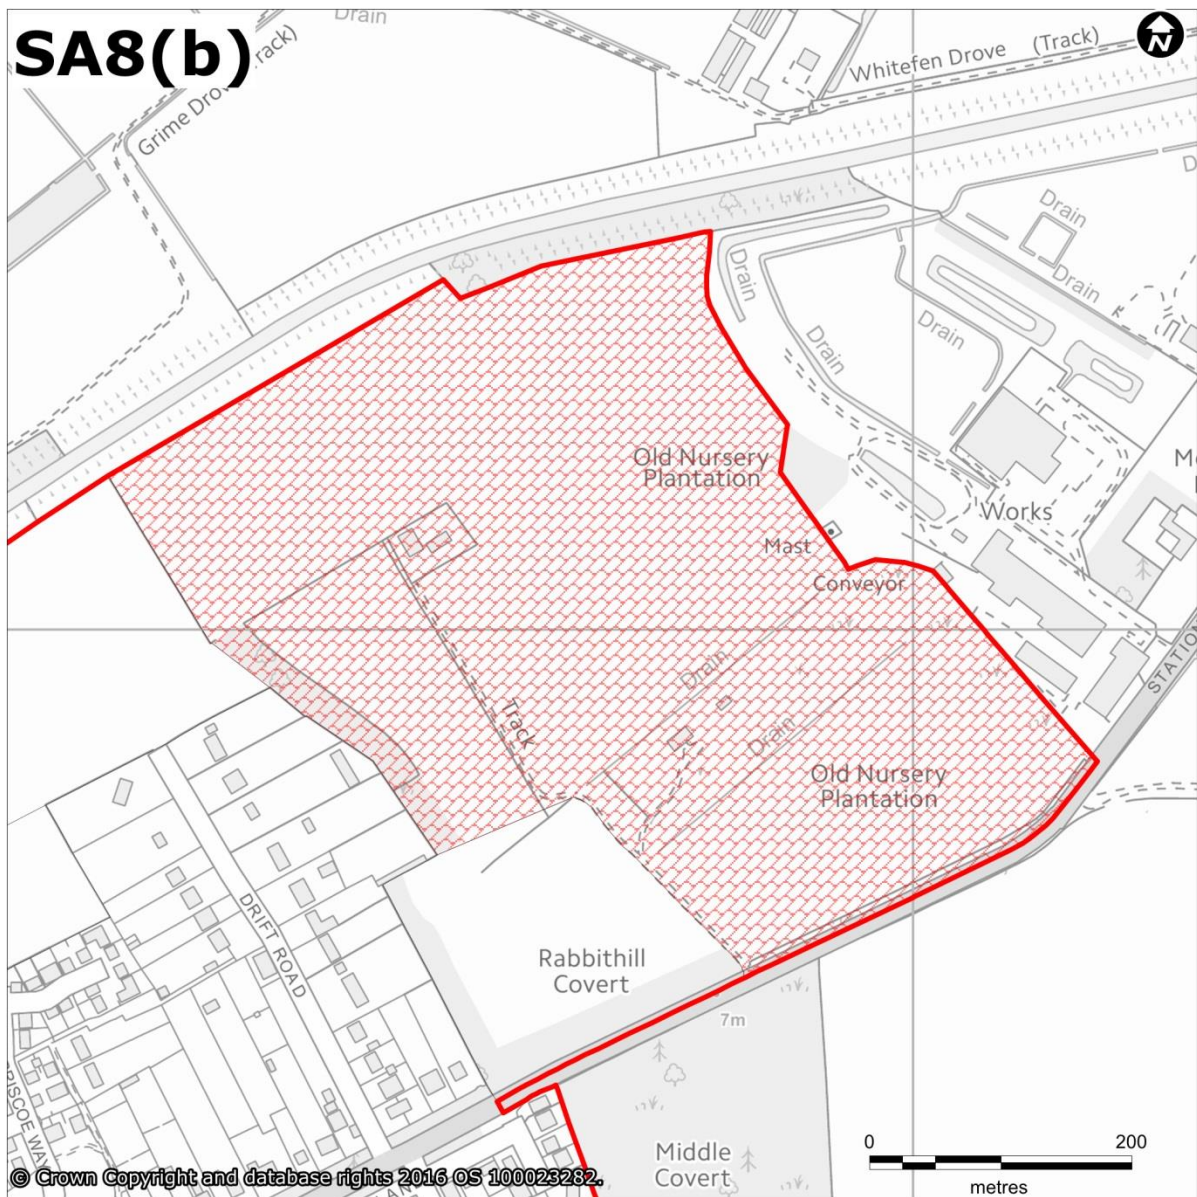 SA8(b)
Drain
N
Whitefen Drove (Track)
Grime Drove
Track)
Drain
Drain
Drain
Drain
Drain
Old Nursery
Plantation
Works
Mast
Conveyor
STATION
Drain
Track
Drain
Old Nursery
Plantation
DRIFT ROAD
Rabbithill
Covert
7m
RISCOE WAY
Middle
Covert
0 200
metres
© Crown Copyright and database rights 2016 OS 100023282.